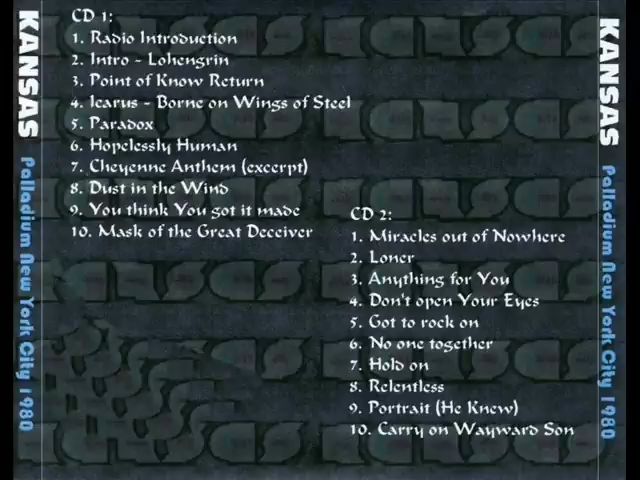 CD 1:
1. Radio Introduction
2. Intro - Lohengrin
3. Point of Know Return
4. Icarus - Borne on Wings of Steel
5. Paradox
6. Hopelessly Human
7. Cheyenne Anthem (excerpt)
8. Dust in the Wind
9. You think You got it made
10. Mask of the Great Deceiver
CD 2:
1. Miracles out of Nowhere
2. Loner
3. Anything for You
4. Don't open Your Eyes
5. Got to rock on
6. No one together
7. Hold on
8. Relentless
9. Portrait (He Knew)
10. Carry on Wayward Son
KANSAS Palladium New York City 1980
KANSAS Palladium New York City 1980